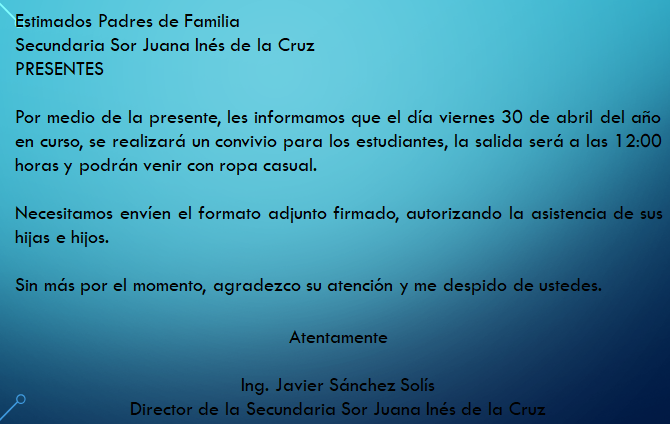 Estimados Padres de Familia
Secundaria Sor Juana Inés de la Cruz
PRESENTES
Por medio de la presente, les informamos que el día viernes 30 de abril del año
en curso, se realizará un convivio para los estudiantes, la salida será a las 12:00
horas y podrán venir con ropa casual.
Necesitamos envíen el formato adjunto firmado, autorizando la asistencia de sus
hijas e hijos.
Sin más por el momento, agradezco su atención y me despido de ustedes.
Atentamente
Ing. Javier Sánchez Solís
Director de la Secundaria Sor Juana Inés de la Cruz